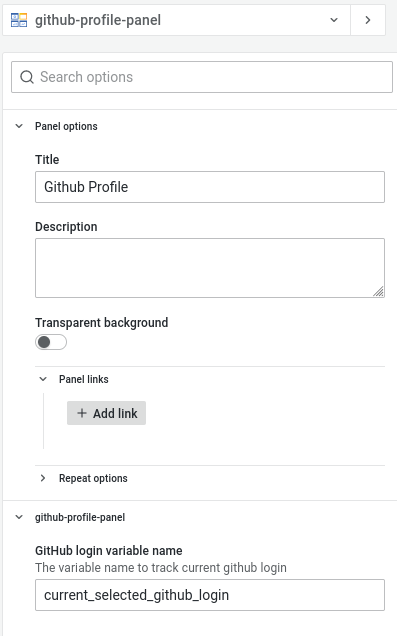 github-profile-panel
Search options
Panel options
Title
Github Profile
Description
Transparent background
Panel links
+ Add link
Repeat options
github-profile-panel
GitHub login variable name
The variable name to track current github login
current_selected_github_login